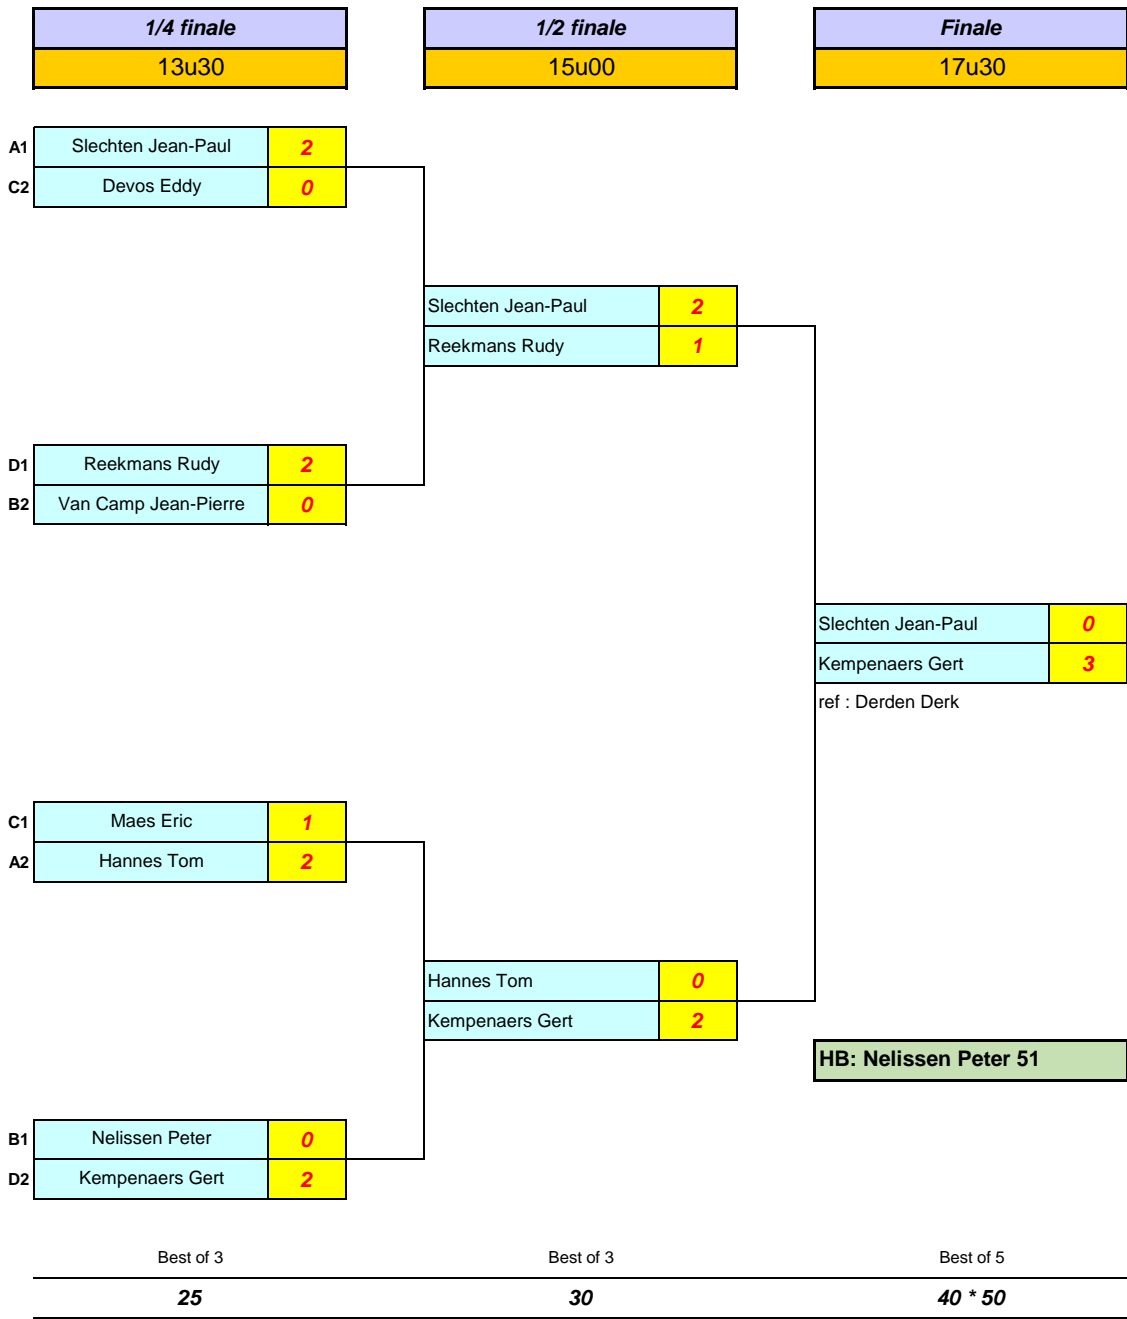 1/4 finale 1/2 finale Finale
13u30 15u00 17u30
A1 Slechten Jean-Paul 2
C2 Devos Eddy 0
Slechten Jean-Paul 2
Reekmans Rudy 1
D1 Reekmans Rudy 2
B2 Van Camp Jean-Pierre 0
Slechten Jean-Paul 0
Kempenaers Gert 3
ref : Derden Derk
C1 Maes Eric 1
A2 Hannes Tom 2
Hannes Tom 0
Kempenaers Gert 2
HB: Nelissen Peter 51
B1 Nelissen Peter 0
D2 Kempenaers Gert 2
Best of 3 Best of 3 Best of 5
25 30 40 * 50